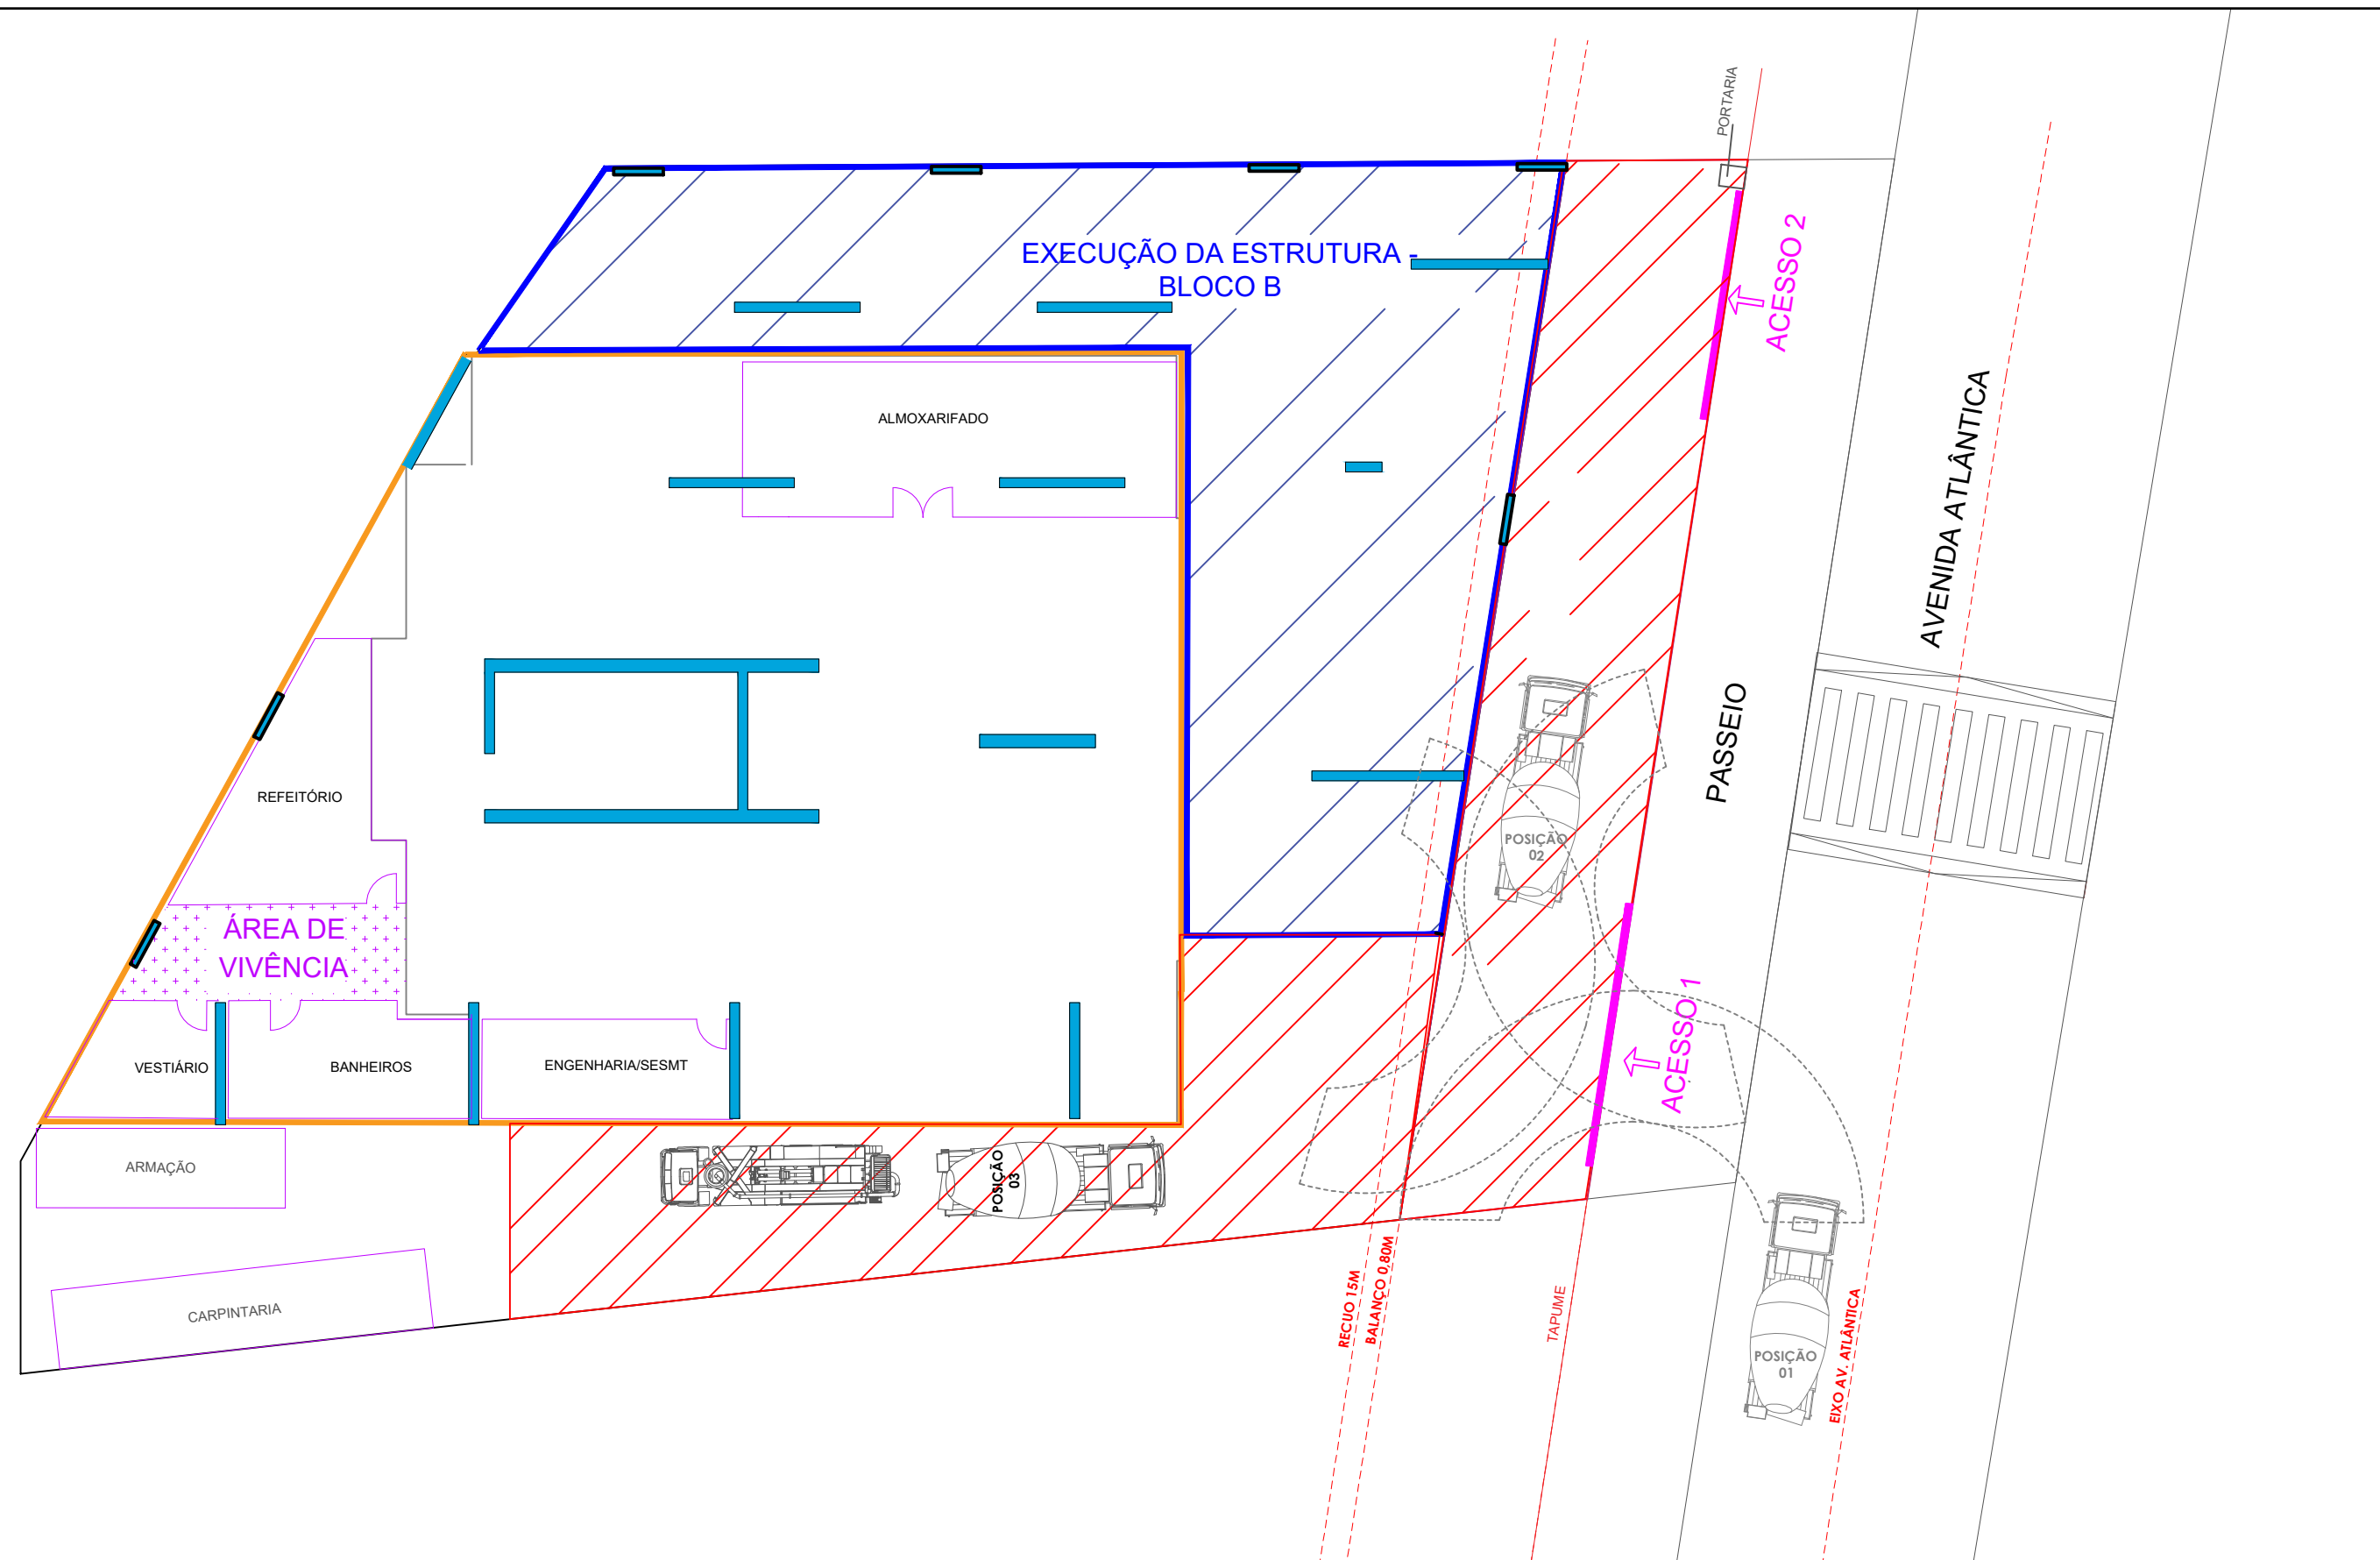 PORTARIA
ACESSO 2
EXECUÇÃO DA ESTRUTURA -
BLOCO B
ALMOXARIFADO
AVENIDA ATLÂNTICA
PASSEIO
REFEITÓRIO
POSIÇÃO
02
ÁREA DE
VIVÊNCIA
ACESSO 1
VESTIÁRIO
BANHEIROS
ENGENHARIA/SESMT
ARMAÇÃO
POSIÇÃO
03
CARPINTARIA
RECUO 15M
BALANÇO 0,80M
TAPUME
POSIÇÃO
01
EIXO AV. ATLÂNTICA